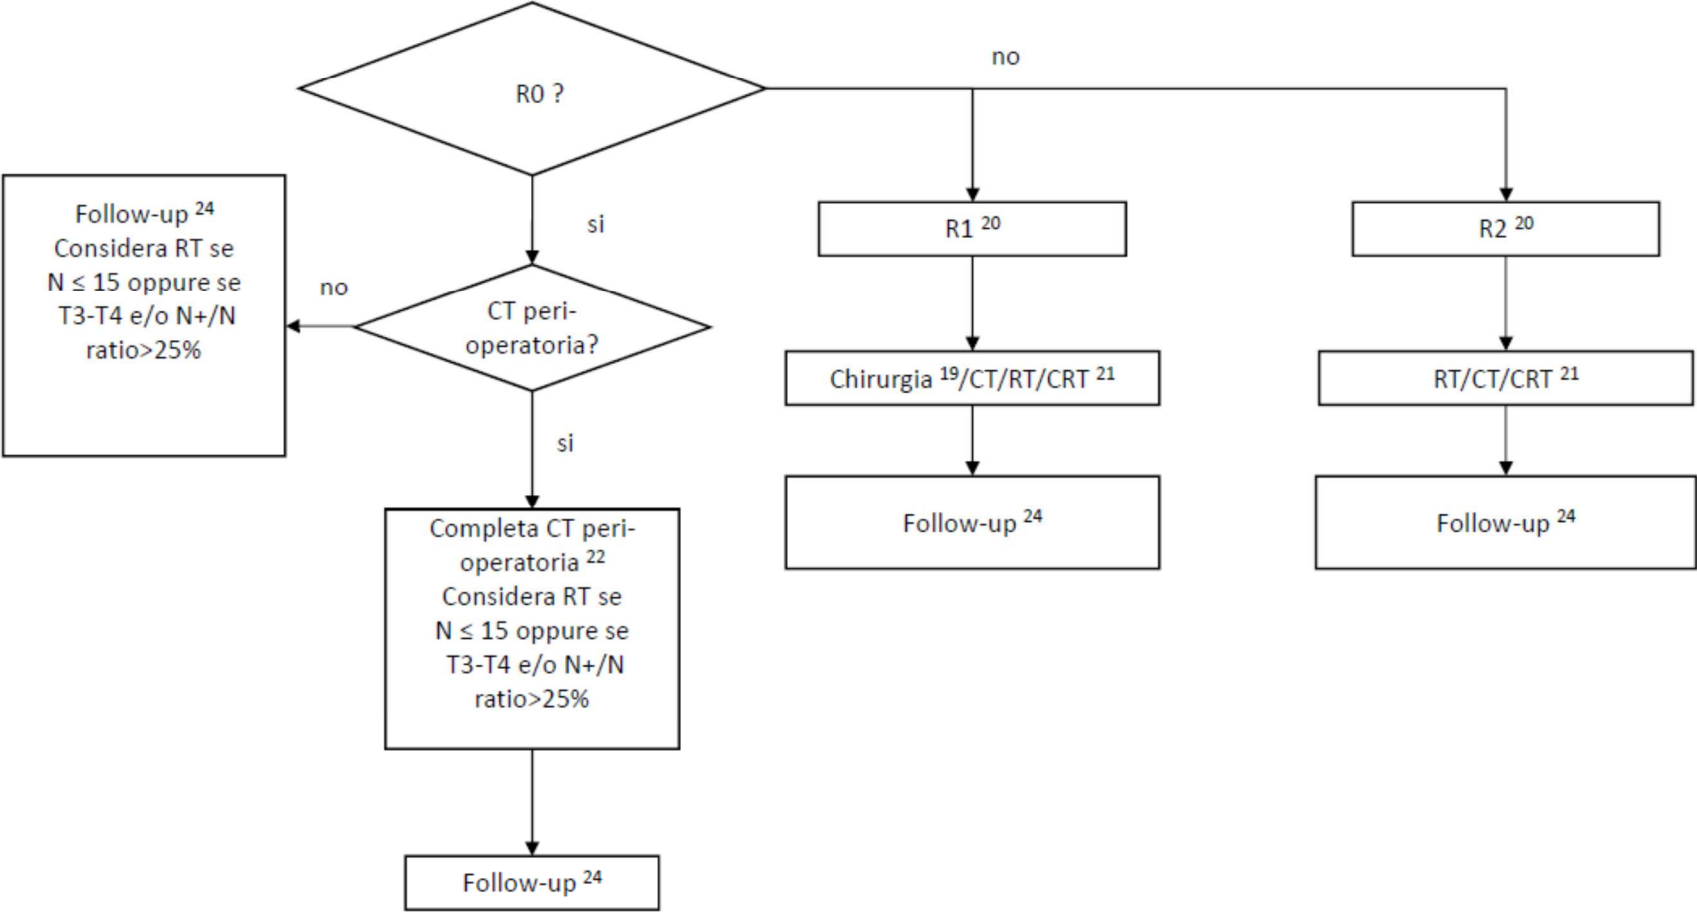 no
R0 ?
si
Follow-up 24
Considera RT se
N ≤ 15 oppure se
T3-T4 e/o N+/N
ratio>25%
no
CT peri-
operatoria?
si
Completa CT peri-
operatoria 22
Considera RT se
N ≤ 15 oppure se
T3-T4 e/o N+/N
ratio>25%
Follow-up 24
R1 20
Chirurgia 19/CT/RT/CRT 21
Follow-up 24
R2 20
RT/CT/CRT 21
Follow-up 24